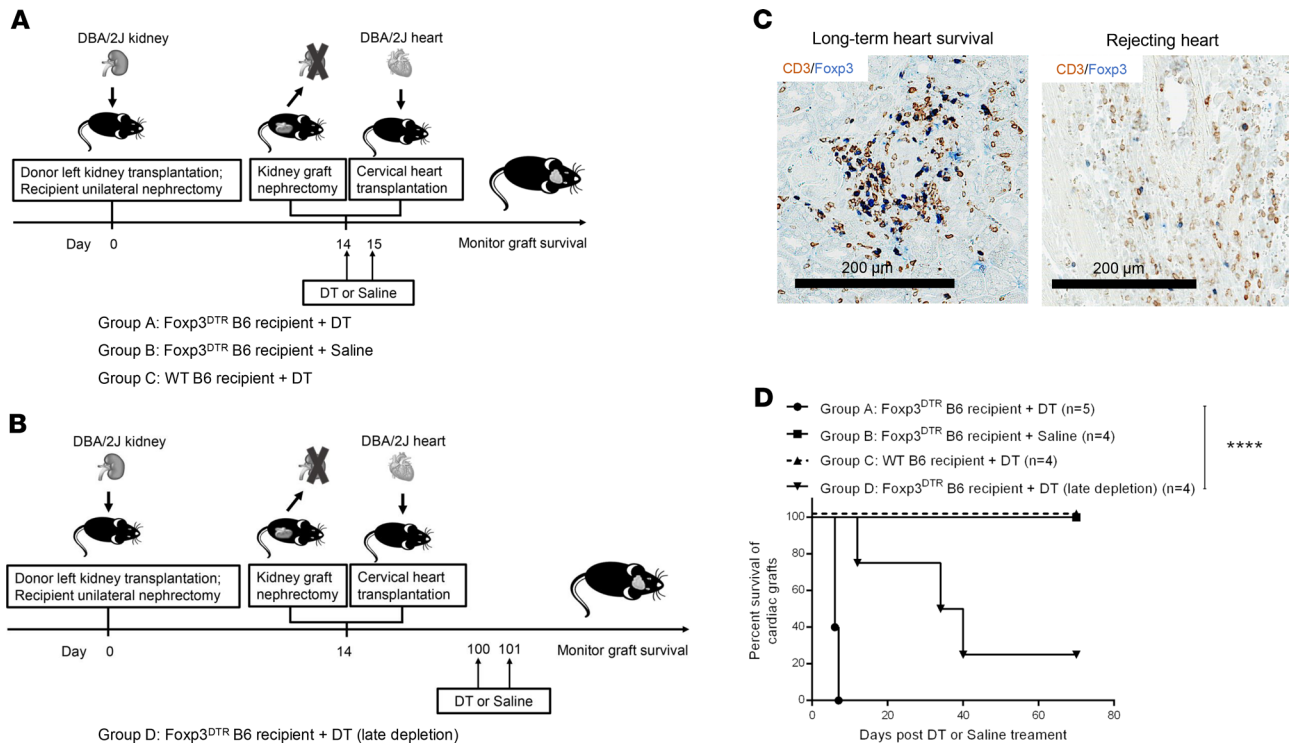 A
DBA/2J kidney
DBA/2J heart
Donor left kidney transplantation;
Recipient unilateral nephrectomy
Kidney graft
nephrectomy
Cervical heart
transplantation
Day
0
14
15
Monitor graft survival
DT or Saline
Group A: Foxp3DTR B6 recipient + DT
Group B: Foxp3DTR B6 recipient + Saline
Group C: WT B6 recipient + DT
B
DBA/2J kidney
DBA/2J heart
Donor left kidney transplantation;
Recipient unilateral nephrectomy
Kidney graft
nephrectomy
Cervical heart
transplantation
Day
0
14
100
101
Monitor graft survival
DT or Saline
Group D: Foxp3DTR B6 recipient + DT (late depletion)
C
Long-term heart survival
Rejecting heart
CD3/Foxp3
CD3/Foxp3
200 μm
200 μm
D
Group A: Foxp3DTR B6 recipient + DT (n=5)
Group B: Foxp3DTR B6 recipient + Saline (n=4)
Group C: WT B6 recipient + DT (n=4)
Group D: Foxp3DTR B6 recipient + DT (late depletion) (n=4)
****
Percent survival of
cardiac grafts
100
80
60
40
20
0
0
20
40
60
80
Days post DT or Saline treament